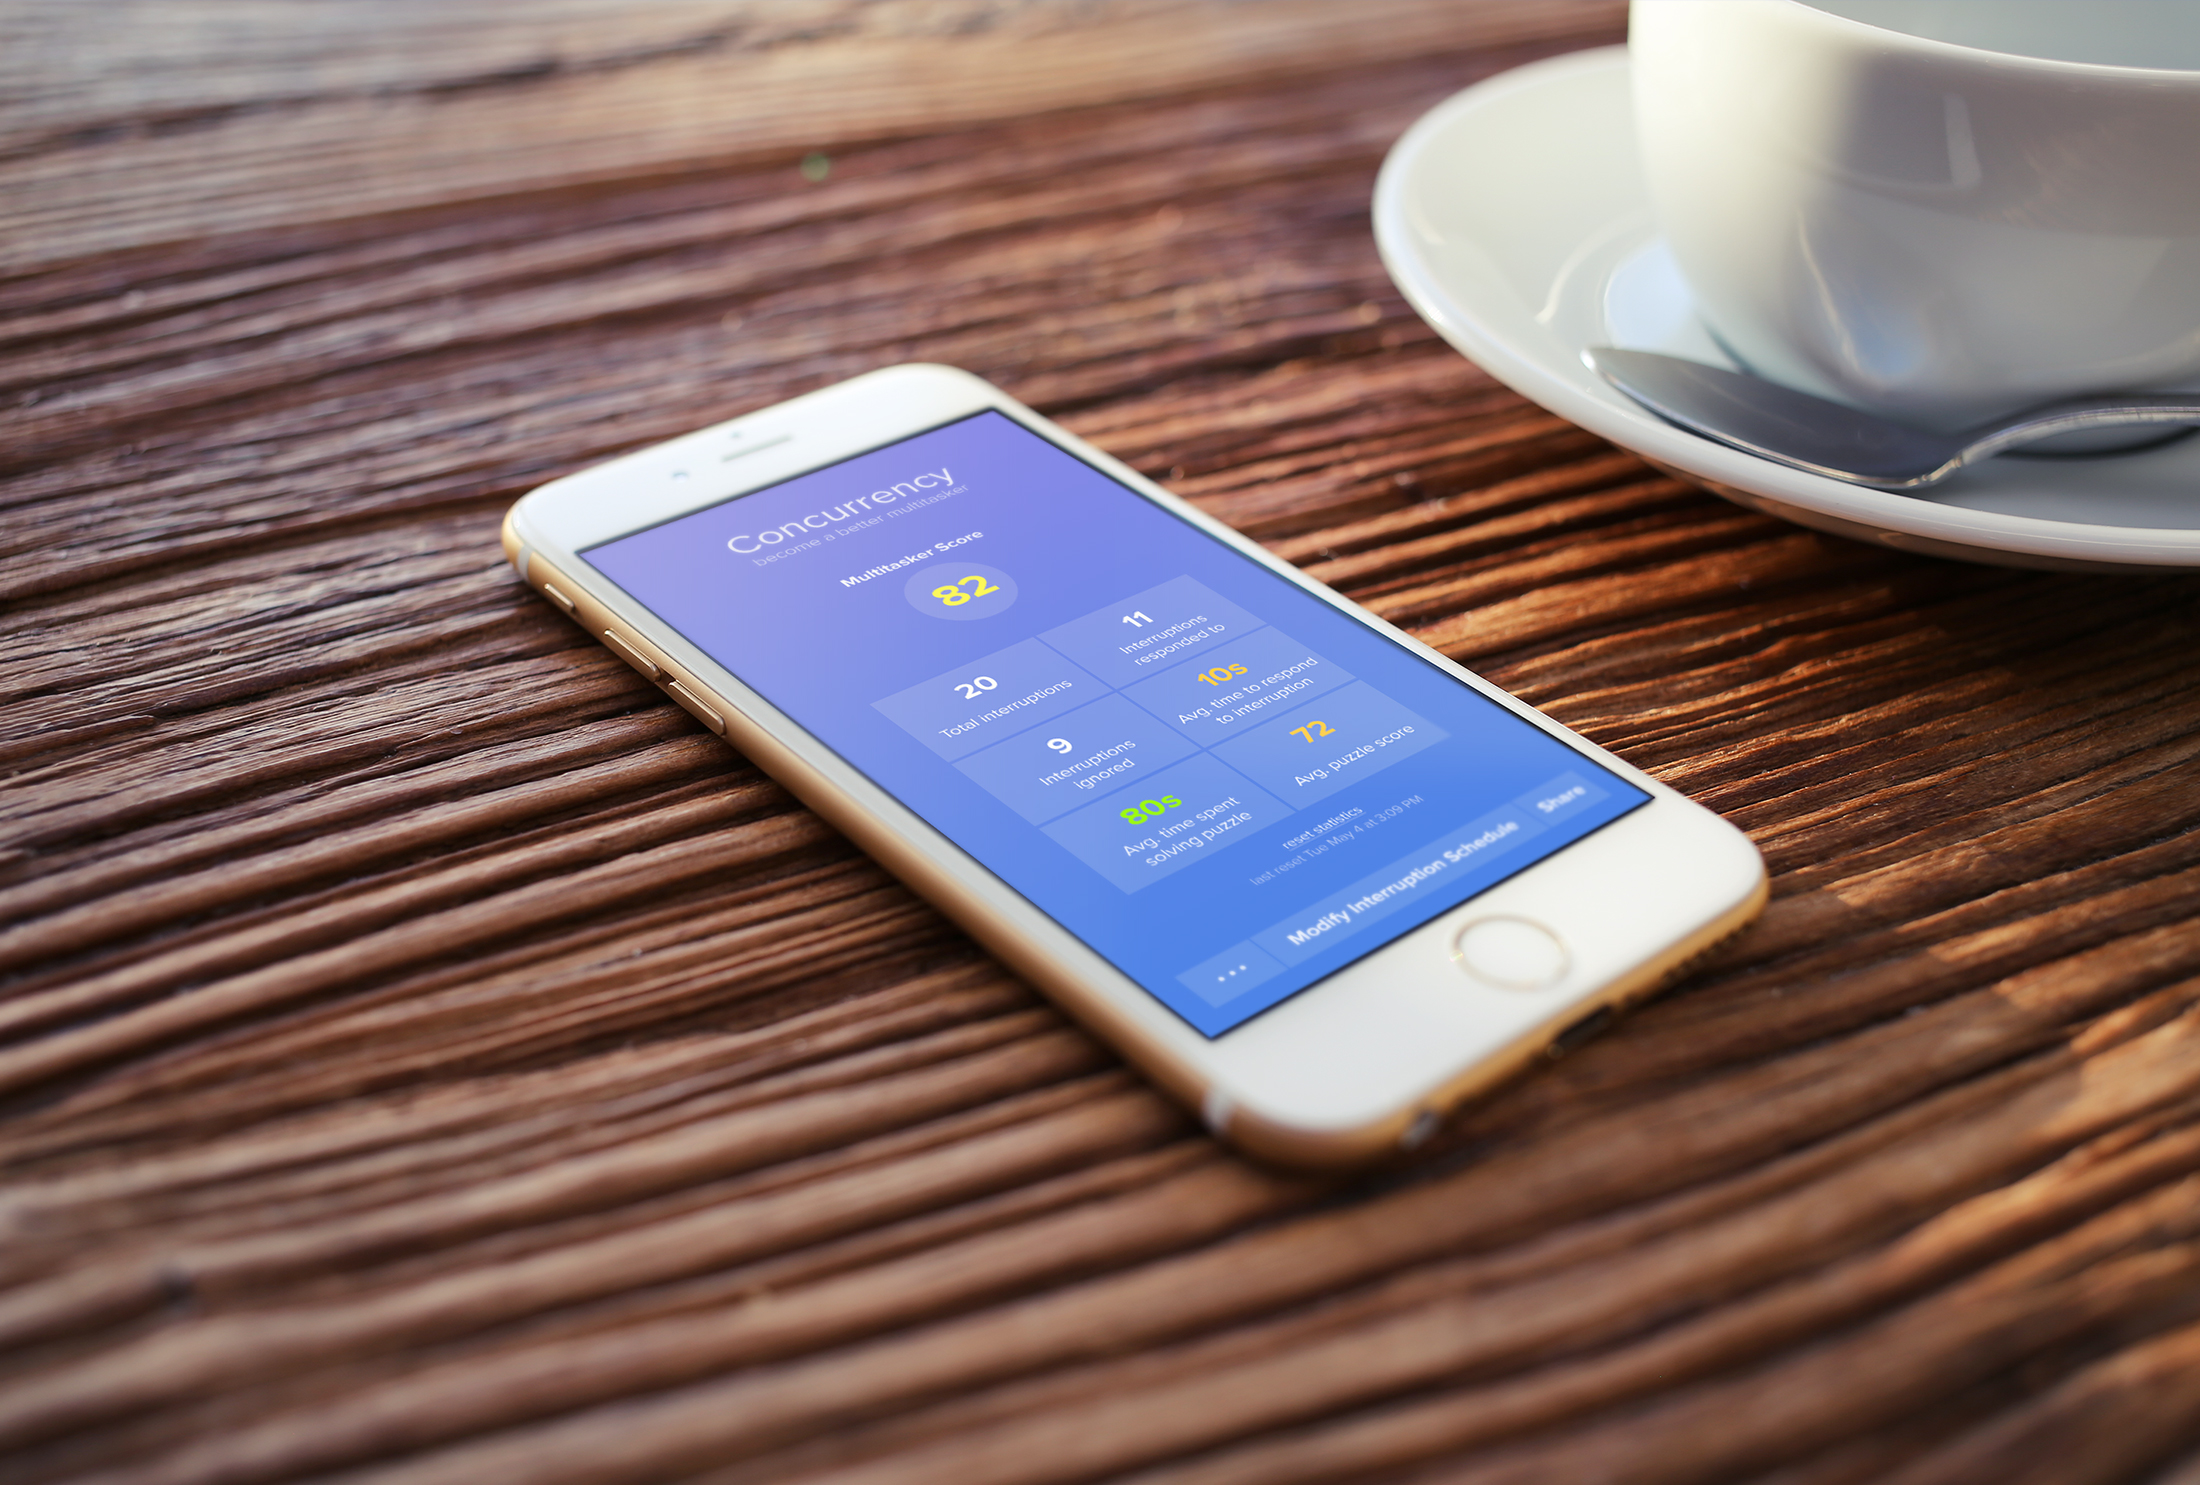 Concurrency
become a better multitasker
Multitasker Score
82
20
Total interruptions
11
Interruptions
responded to
9
Interruptions
ignored
10s
Avg. time to respond
to interruption
80s
Avg. time spent
solving puzzle
72
Avg. puzzle score
reset statistics
last reset Tue May 4 at 3:09 PM
...
Modify Interruption Schedule
Share